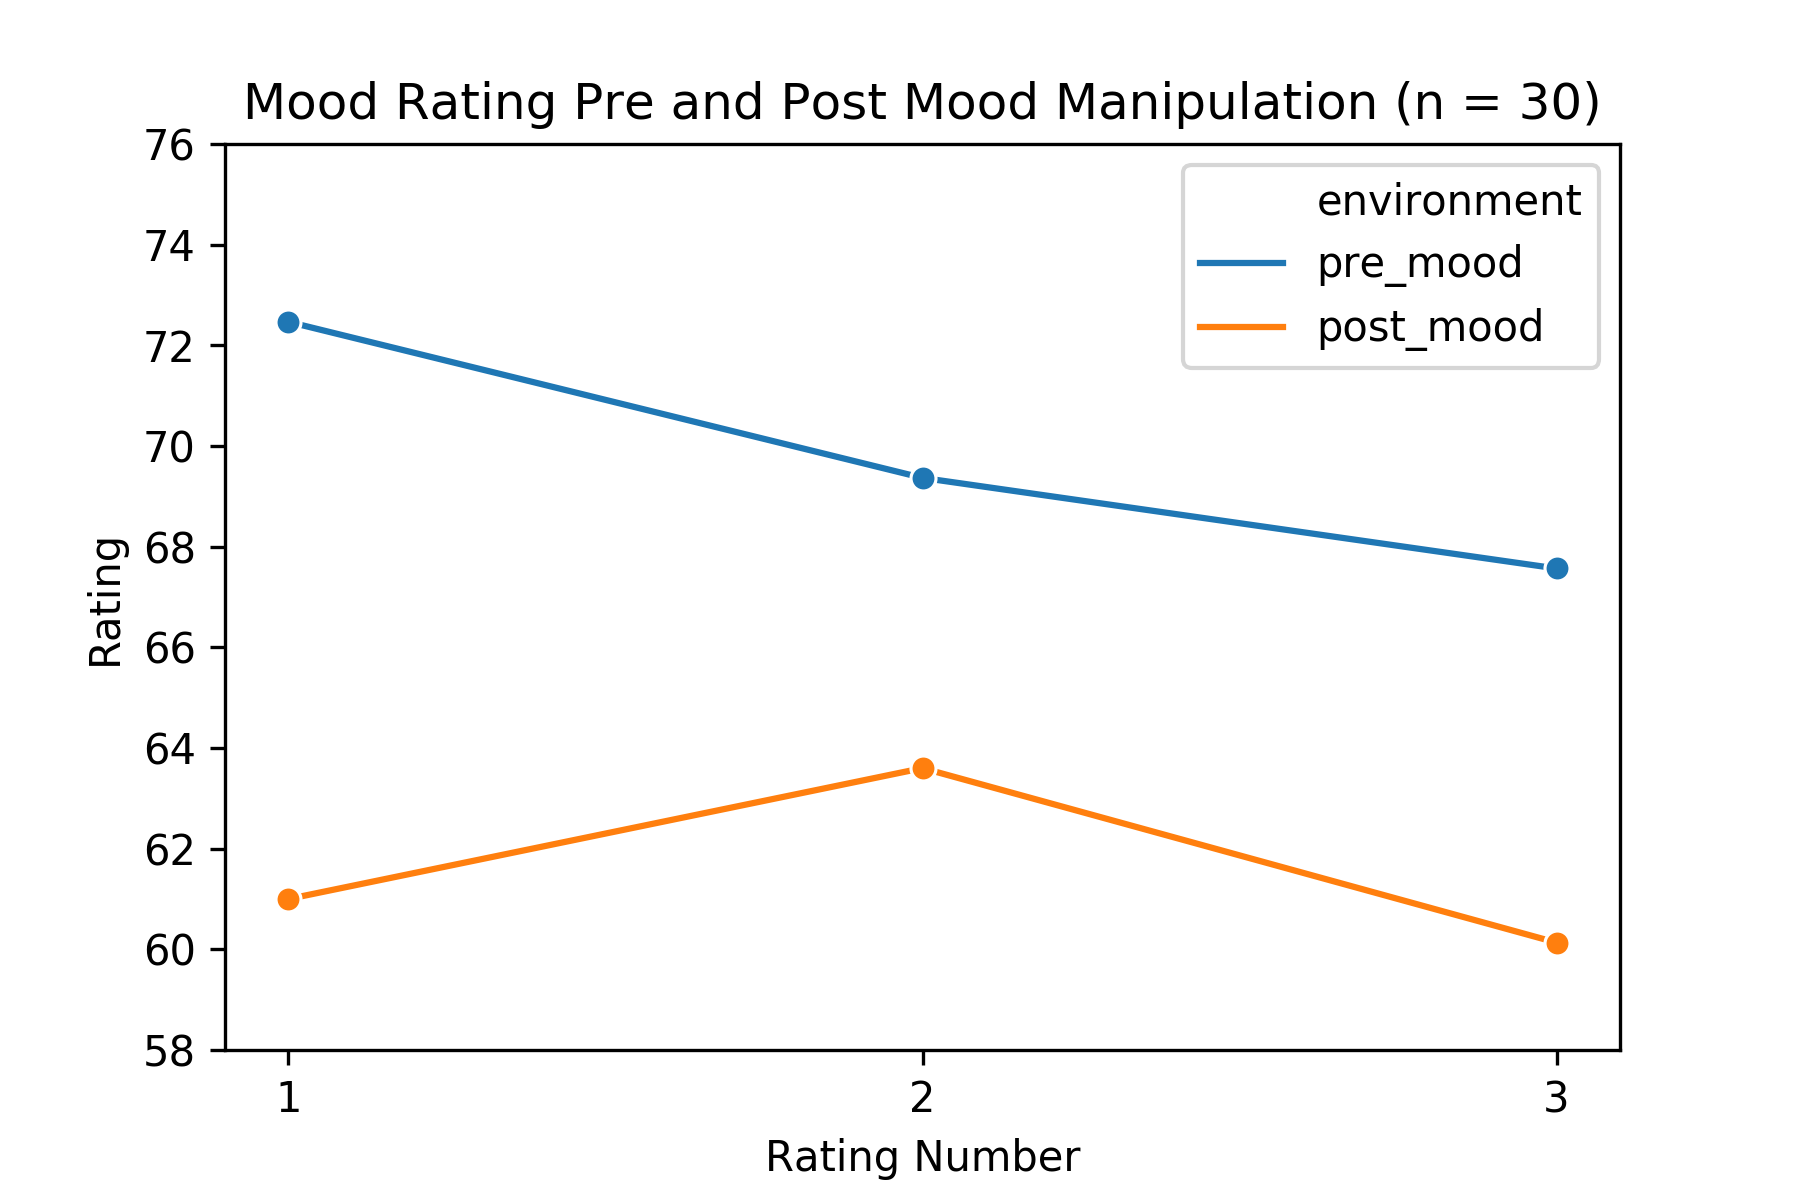 Mood Rating Pre and Post Mood Manipulation (n = 30)
76
74
72
70
68
66
64
62
60
58
Rating
environment
pre_mood
post_mood
1 2 3
Rating Number